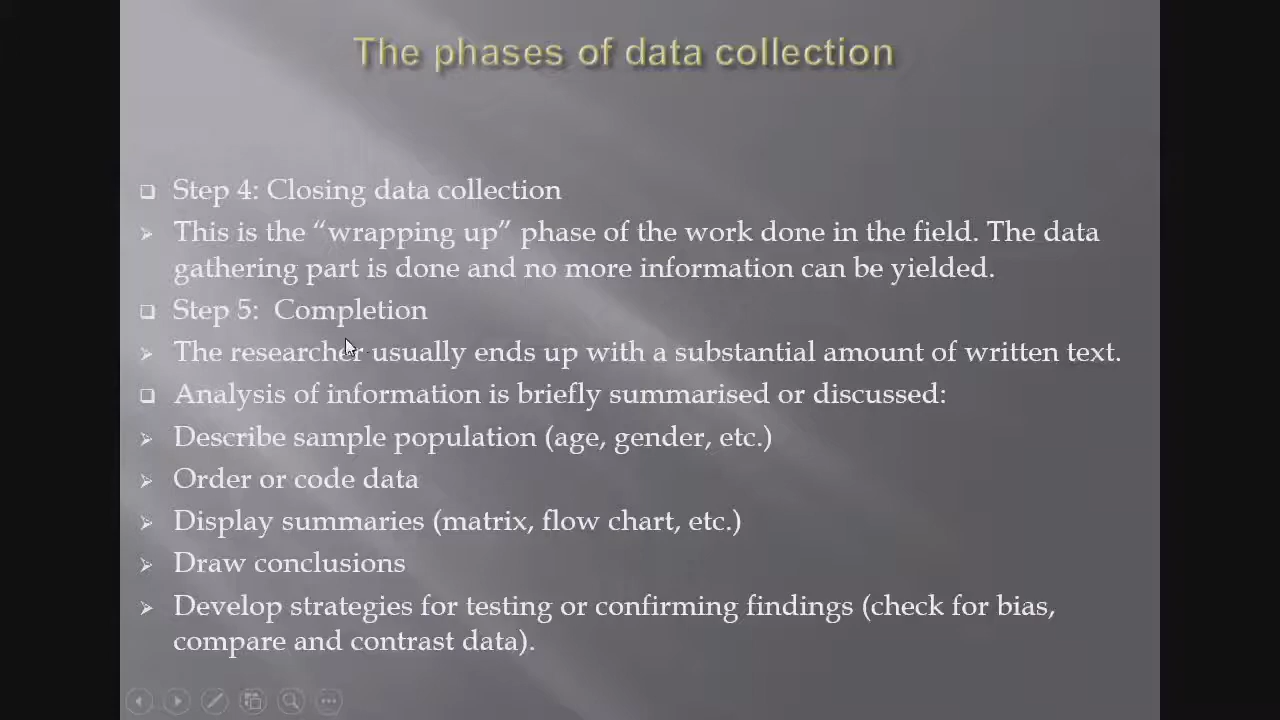 The phases of data collection
Step 4: Closing data collection
This is the “wrapping up” phase of the work done in the field. The data
gathering part is done and no more information can be yielded.
Step 5:  Completion
The researcher usually ends up with a substantial amount of written text.
Analysis of information is briefly summarised or discussed:
Describe sample population (age, gender, etc.)
Order or code data
Display summaries (matrix, flow chart, etc.)
Draw conclusions
Develop strategies for testing or confirming findings (check for bias,
compare and contrast data).